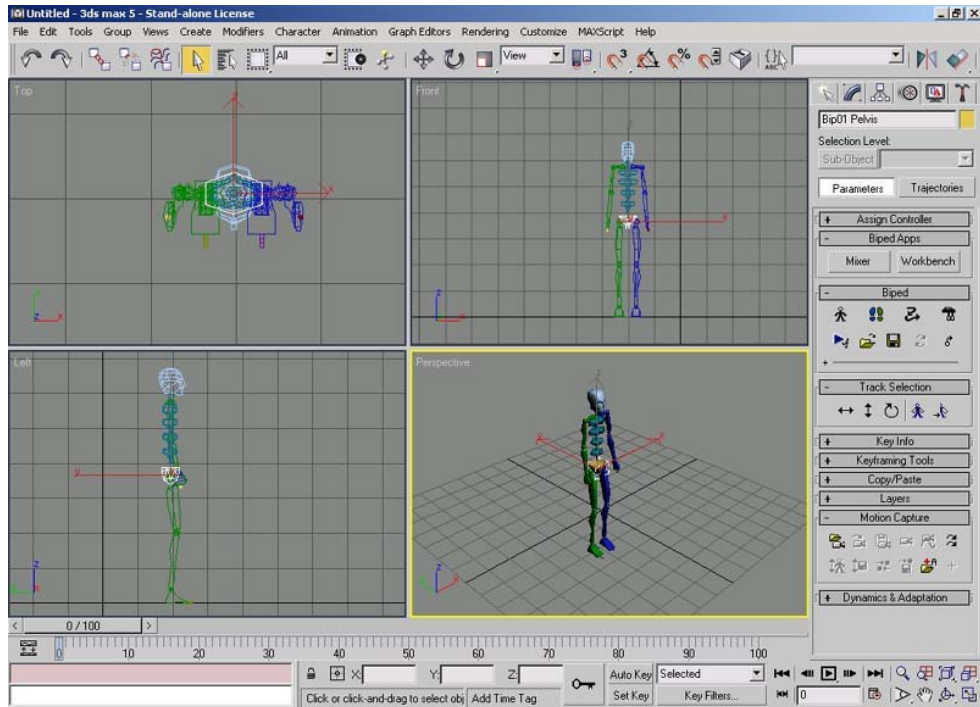 Untitled - 3ds max 5 - Stand-alone License
File Edit Tools Group Views Create Modifiers Character Animation Graph Editors Rendering Customize MAXScript Help
All
View
Top
Front
Left
Perspective
Bip01 Pelvis
Selection Level:
Sub-Object
Parameters Trajectories
+ Assign Controller
- Biped Apps
Mixer Workbench
- Biped
- Track Selection
+ Key Info
+ Keyframing Tools
+ Copy/Paste
+ Layers
- Motion Capture
+ Dynamics & Adaptation
< 0 / 100 >
0 10 20 30 40 50 60 70 80 90 100
X: Y: Z:
Auto Key Selected
Click or click-and-drag to select obj Add Time Tag
Set Key Key Filters... 0